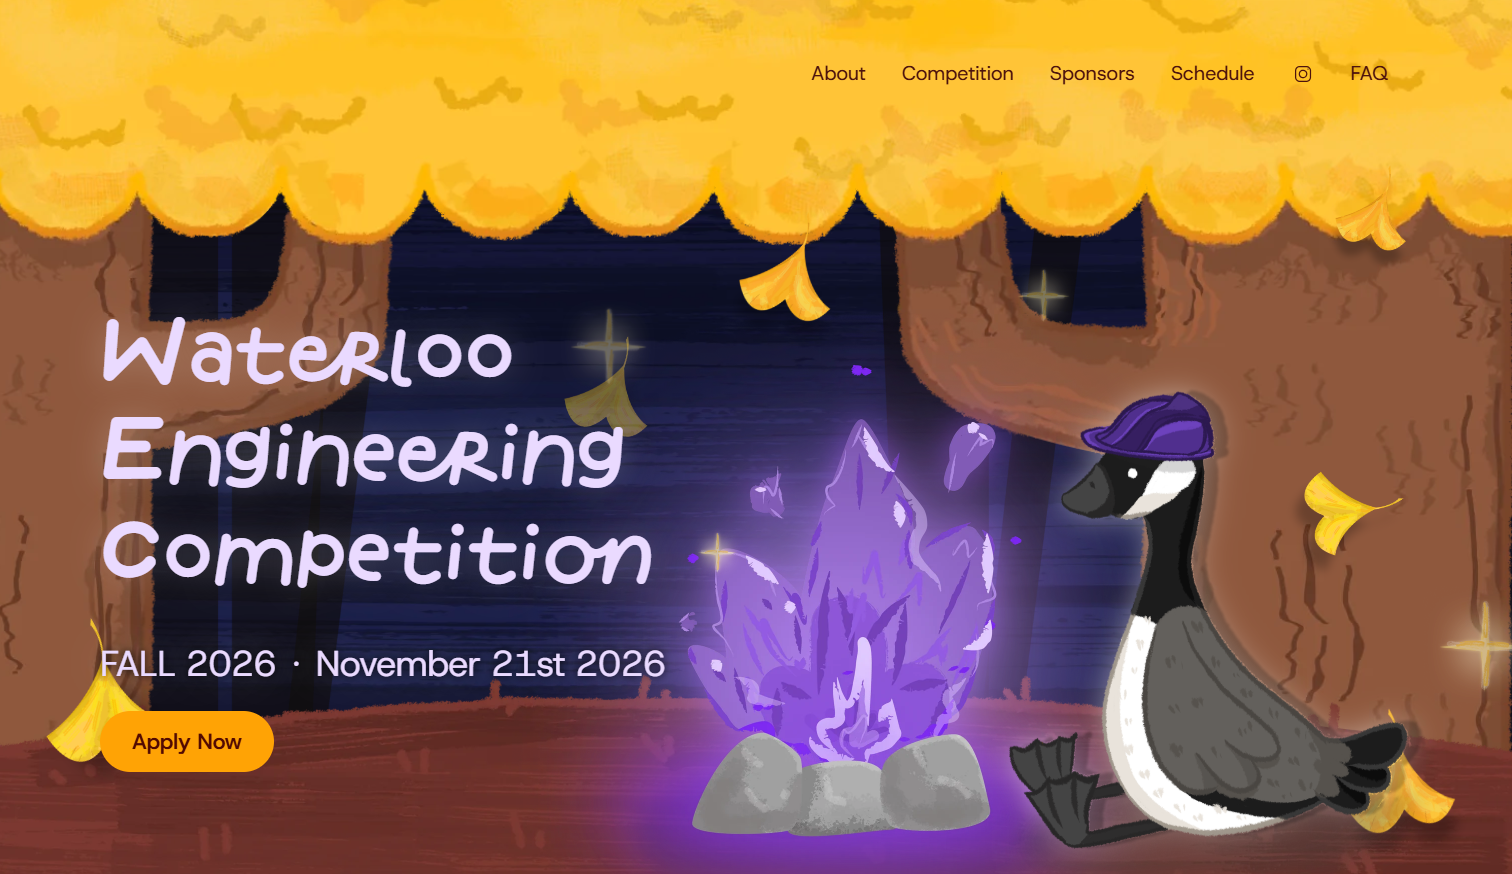 About Competition Sponsors Schedule FAQ
Waterloo
Engineering
Competition
FALL 2026 · November 21st 2026
Apply Now